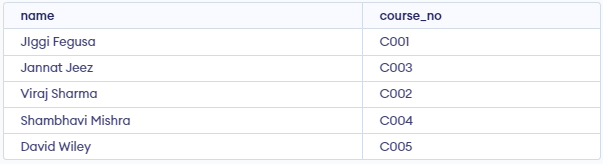 name course_no
JIggi Fegusa C001
Jannat Jeez C003
Viraj Sharma C002
Shambhavi Mishra C004
David Wiley C005